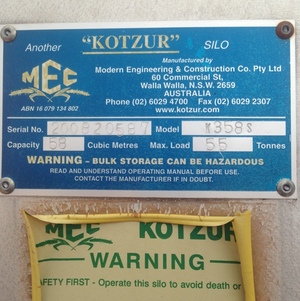 Another "KOTZUR" SILO
MEC
ABN 16 079 134 802
Manufactured by
Modern Engineering & Construction Co. Pty Ltd
60 Commercial St,
Walla Walla, N.S.W. 2659
AUSTRALIA
Phone (02) 6029 4700 Fax (02) 6029 2307
www.kotzur.com
Serial No. Model
Capacity 68 Cubic Metres Max. Load 55 Tonnes
WARNING - BULK STORAGE CAN BE HAZARDOUS
READ AND UNDERSTAND OPERATING MANUAL BEFORE USE.
CONTACT THE MANUFACTURER IF IN DOUBT.
MEC KOTZUR
WARNING
FETY FIRST - Operate this silo to avoid death or